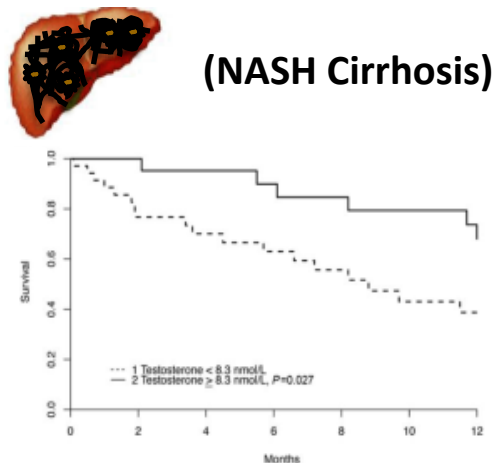 (NASH Cirrhosis)
1.0
0.8
0.6
0.4
0.2
0.0
Survival
1 Testosterone < 8.3 nmol/L
2 Testosterone ≥ 8.3 nmol/L, P=0.027
0 2 4 6 8 10 12
Months